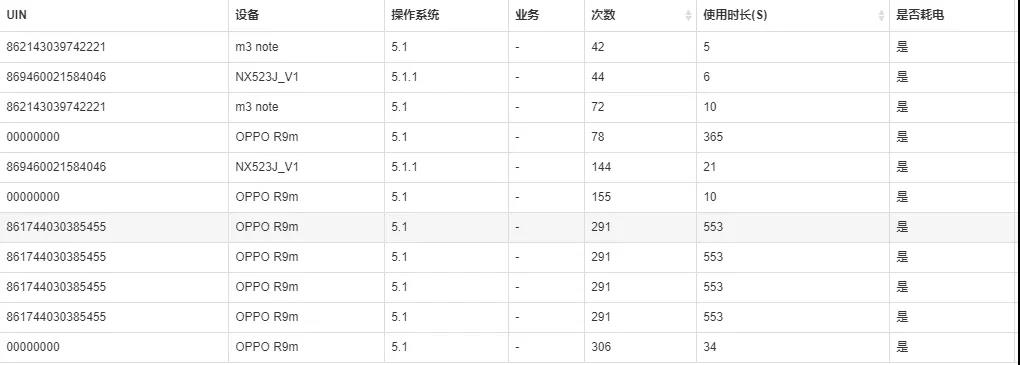 UIN 设备 操作系统 业务 次数 使用时长(S) 是否耗电
862143039742221 m3 note 5.1 - 42 5 是
869460021584046 NX523J_V1 5.1.1 - 44 6 是
862143039742221 m3 note 5.1 - 72 10 是
00000000 OPPO R9m 5.1 - 78 365 是
869460021584046 NX523J_V1 5.1.1 - 144 21 是
00000000 OPPO R9m 5.1 - 155 10 是
861744030385455 OPPO R9m 5.1 - 291 553 是
861744030385455 OPPO R9m 5.1 - 291 553 是
861744030385455 OPPO R9m 5.1 - 291 553 是
861744030385455 OPPO R9m 5.1 - 291 553 是
00000000 OPPO R9m 5.1 - 306 34 是